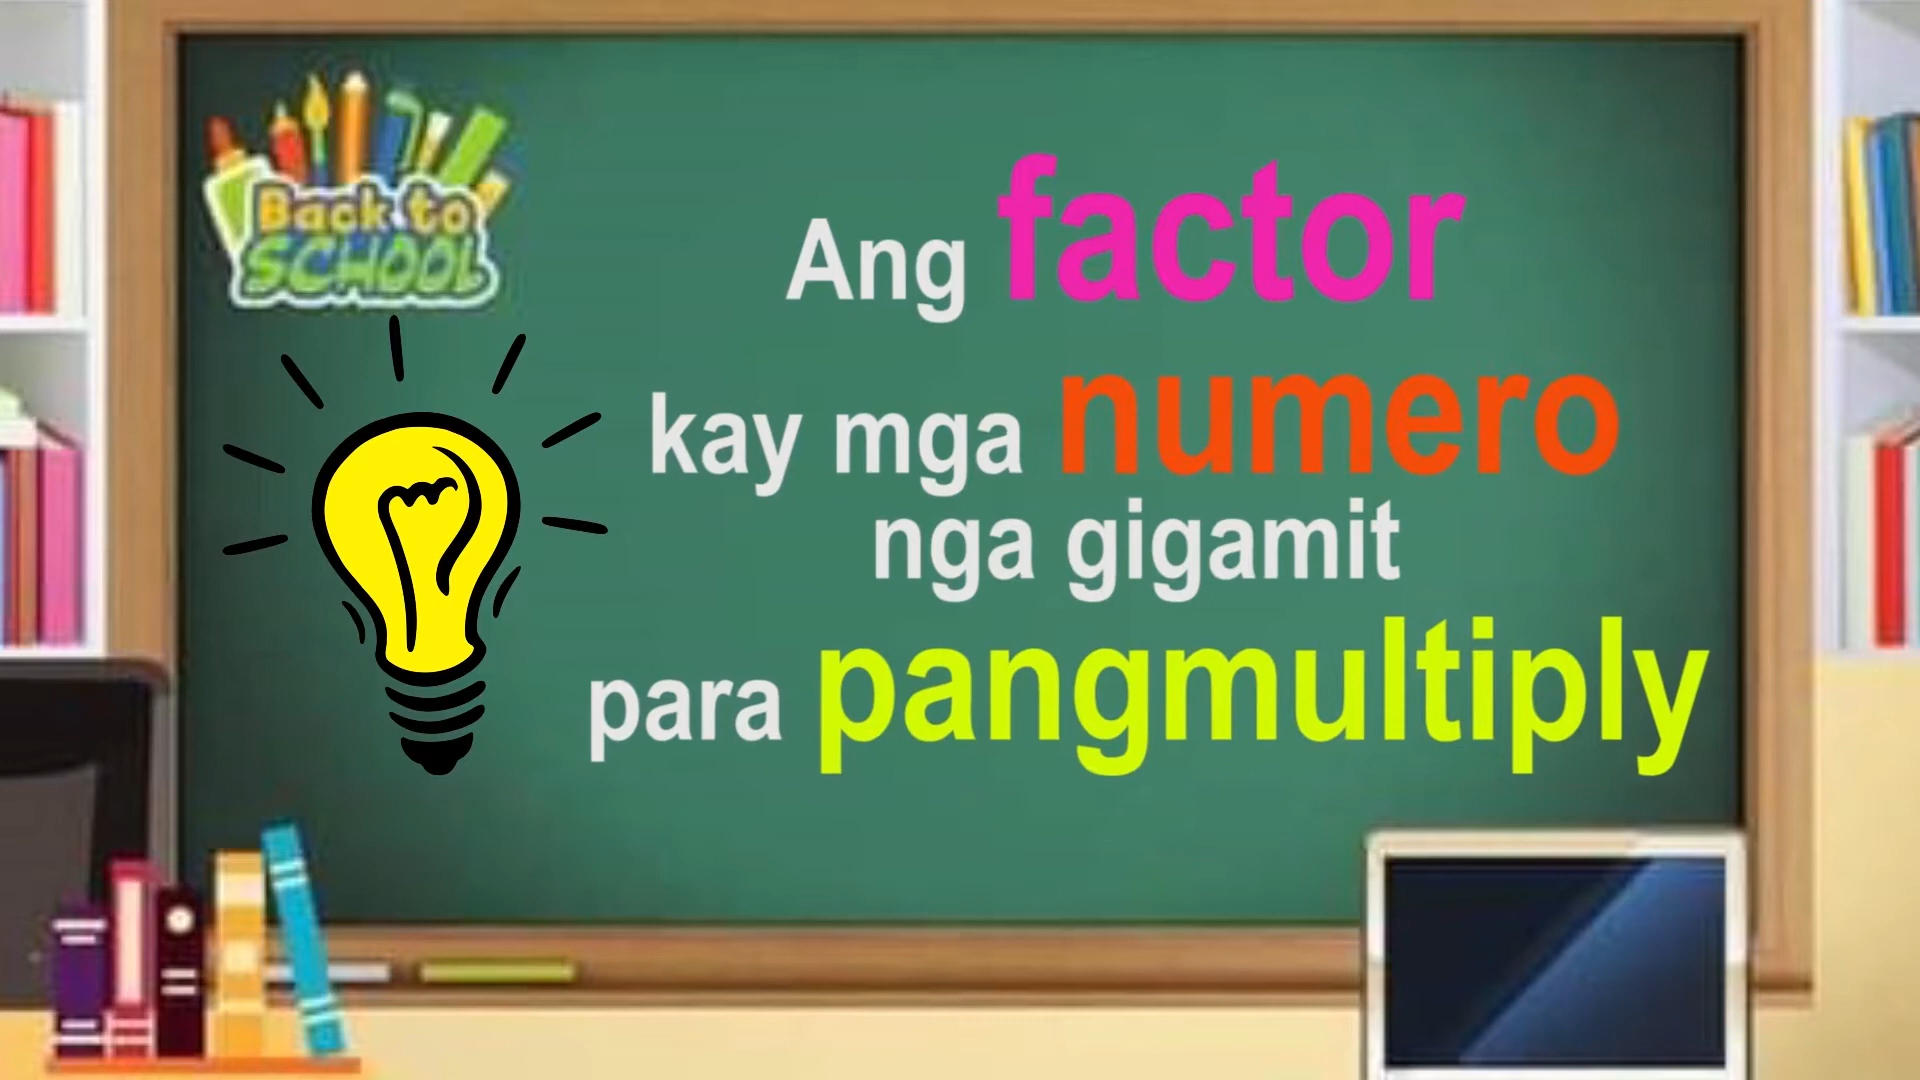 Back to
SCHOOL
Ang factor
kay mga numero
nga gigamit
para pangmultiply